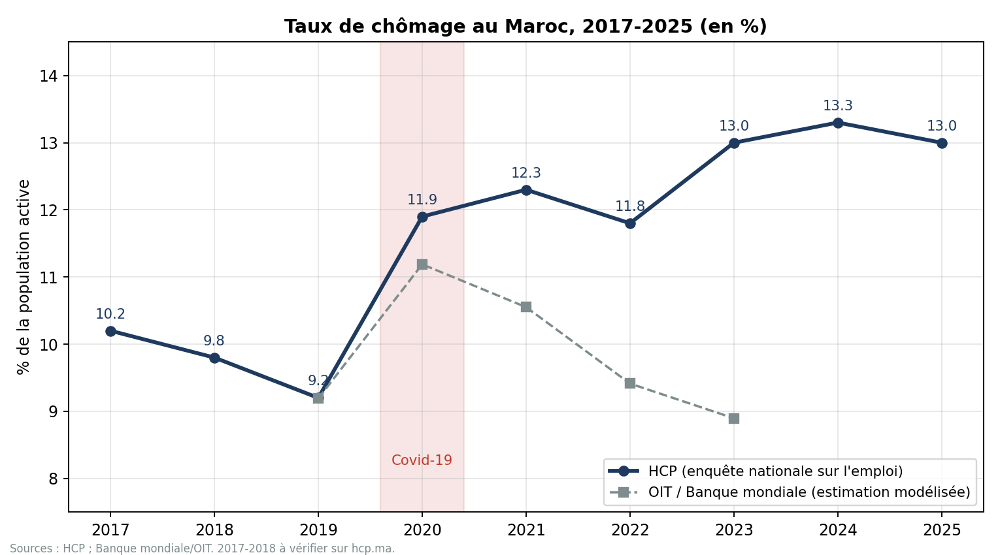 Taux de chômage au Maroc, 2017-2025 (en %)
% de la population active
14
13
12
11
10
9
8
10.2
9.8
9.2
11.9
12.3
11.8
13.0
13.3
13.0
Covid-19
HCP (enquête nationale sur l'emploi)
OIT / Banque mondiale (estimation modélisée)
2017 2018 2019 2020 2021 2022 2023 2024 2025
Sources : HCP ; Banque mondiale/OIT. 2017-2018 à vérifier sur hcp.ma.